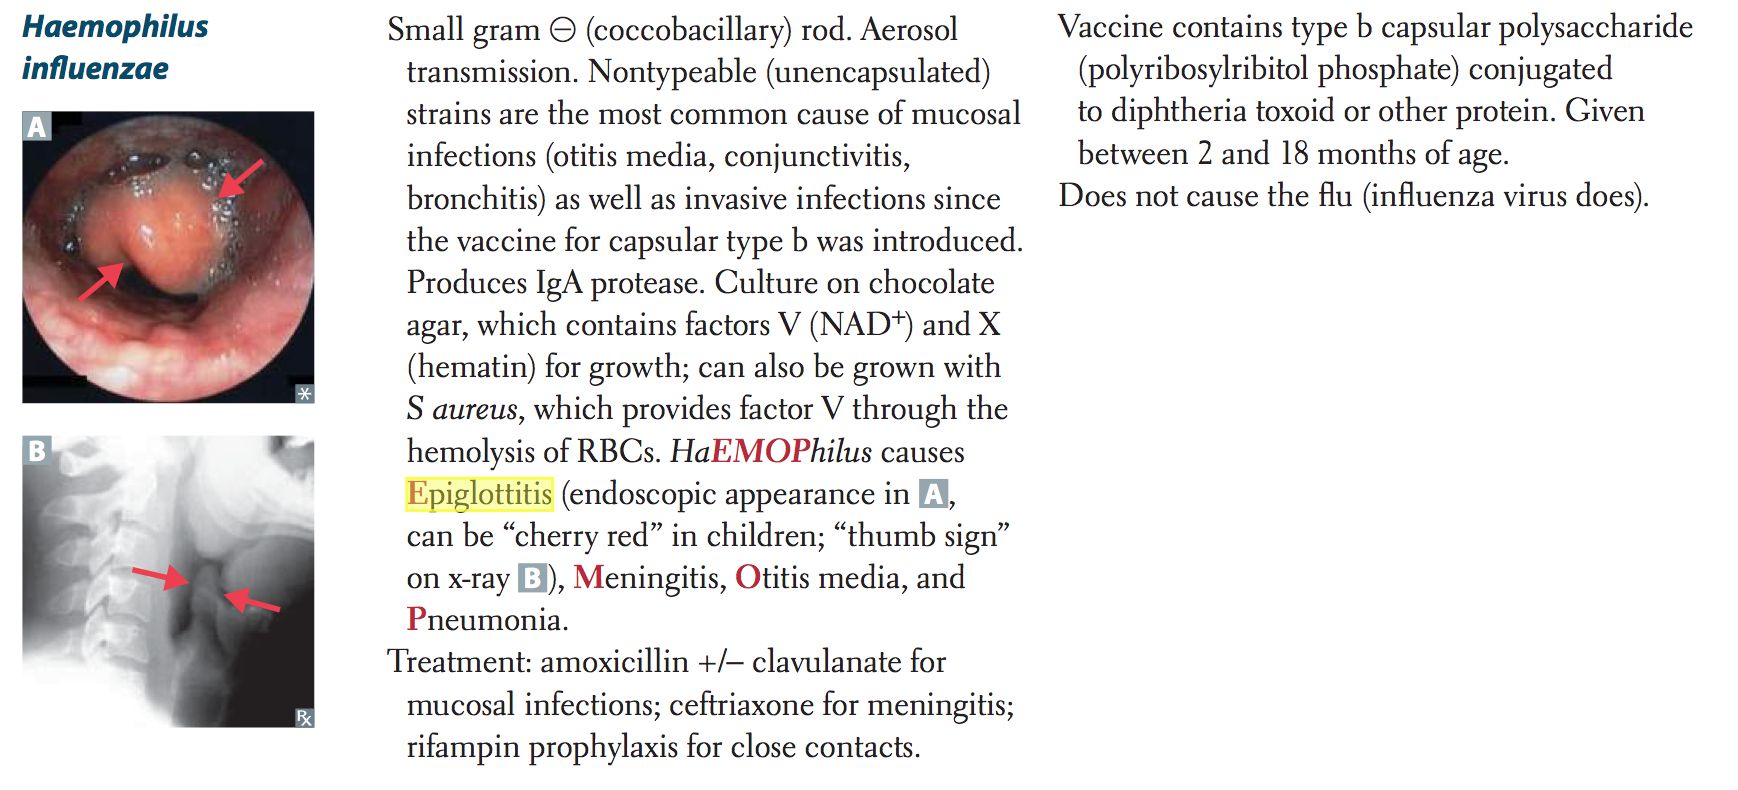 Haemophilus
influenzae
A
*
B
Rx
Small gram ⊖ (coccobacillary) rod. Aerosol
transmission. Nontypeable (unencapsulated)
strains are the most common cause of mucosal
infections (otitis media, conjunctivitis,
bronchitis) as well as invasive infections since
the vaccine for capsular type b was introduced.
Produces IgA protease. Culture on chocolate
agar, which contains factors V (NAD+) and X
(hematin) for growth; can also be grown with
S aureus, which provides factor V through the
hemolysis of RBCs. HaEMOPhilus causes
Epiglottitis (endoscopic appearance in A,
can be “cherry red” in children; “thumb sign”
on x-ray B), Meningitis, Otitis media, and
Pneumonia.
Treatment: amoxicillin +/– clavulanate for
mucosal infections; ceftriaxone for meningitis;
rifampin prophylaxis for close contacts.
Vaccine contains type b capsular polysaccharide
(polyribosylribitol phosphate) conjugated
to diphtheria toxoid or other protein. Given
between 2 and 18 months of age.
Does not cause the flu (influenza virus does).